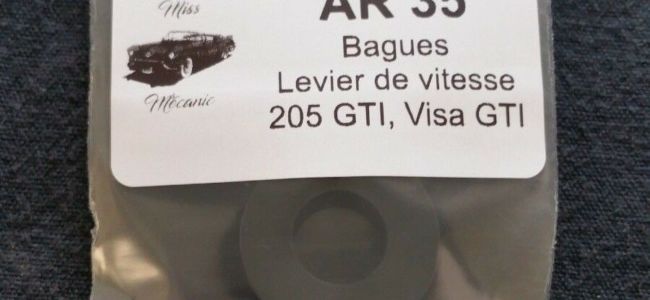 Miss
AR 35
Bagues
Levier de vitesse
Mécanic
205 GTI, Visa GTI